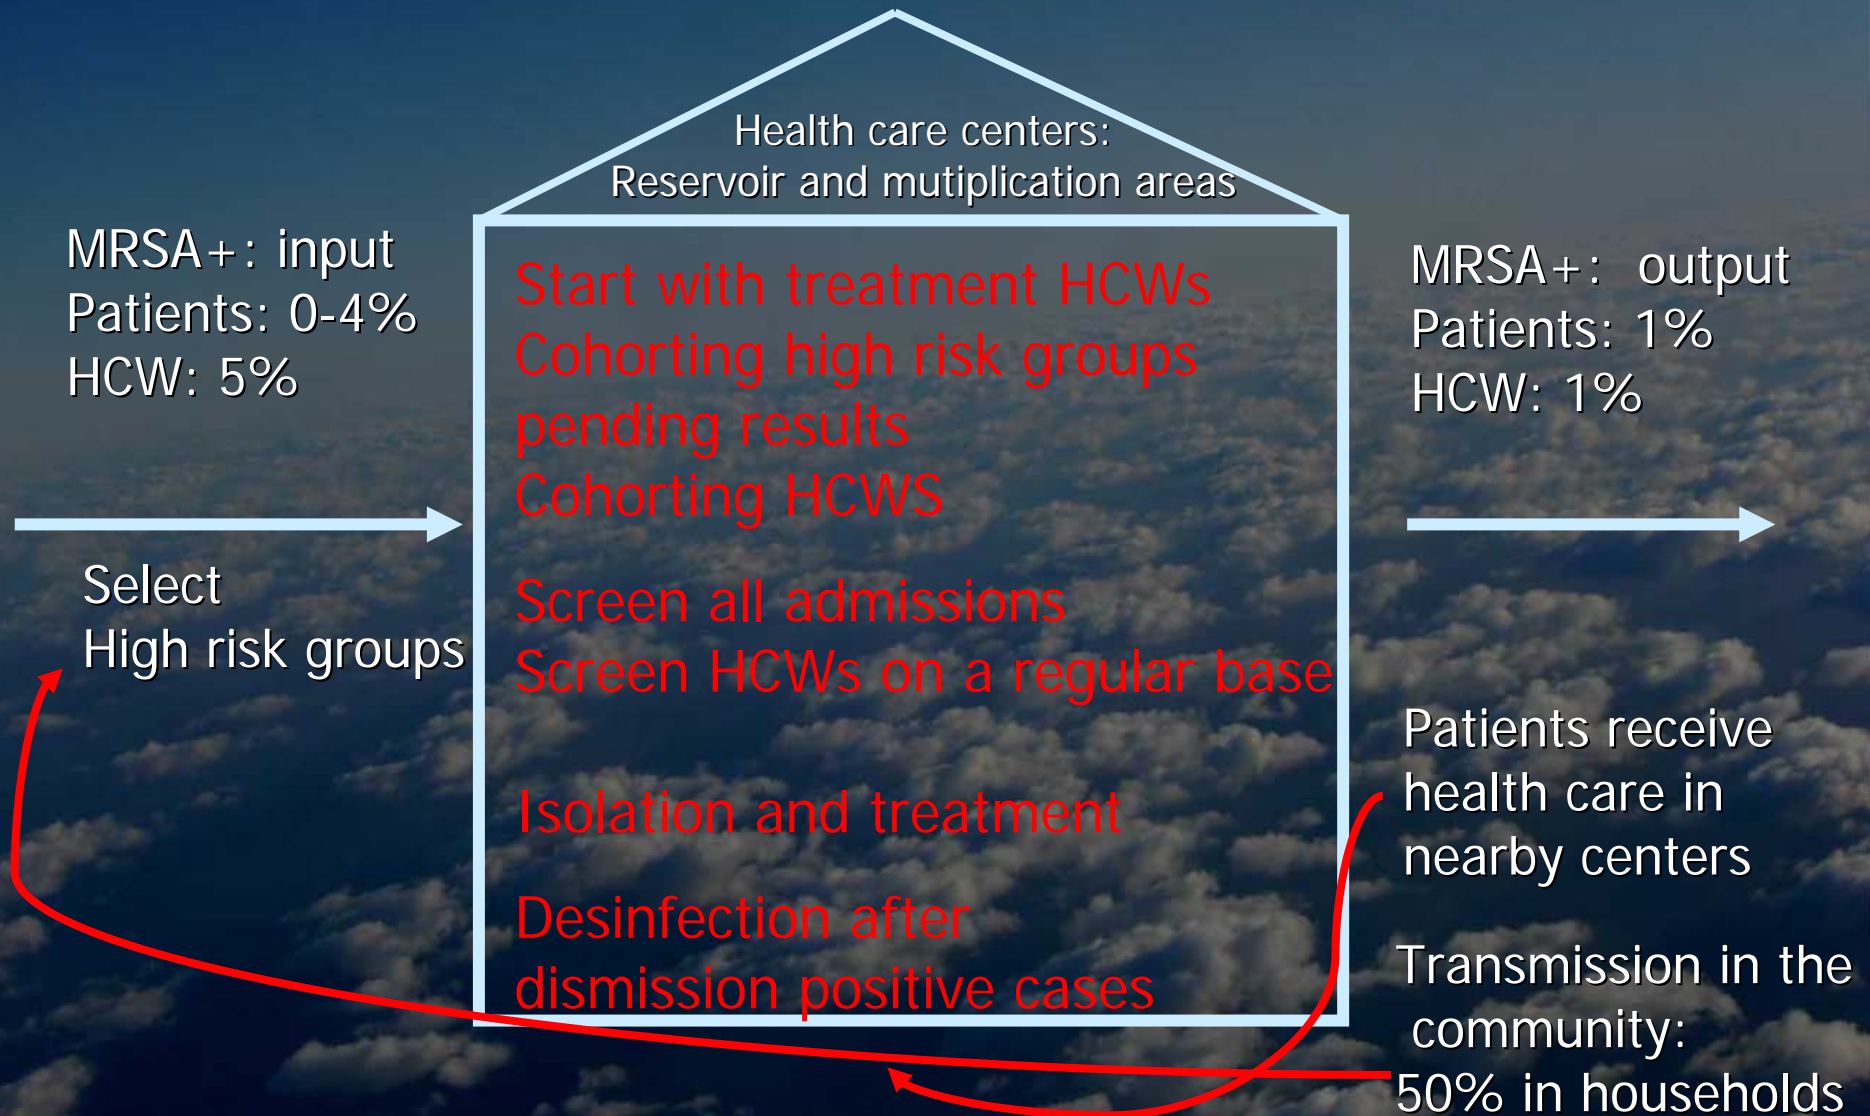 Health care centers:
Reservoir and mutiplication areas
MRSA+: input
Patients: 0-4%
HCW: 5%
Select
High risk groups
Start with treatment HCWs
Cohorting high risk groups
pending results
Cohorting HCWS
Screen all admissions
Screen HCWs on a regular base
Isolation and treatment
Desinfection after
dismission positive cases
MRSA+: output
Patients: 1%
HCW: 1%
Patients receive
health care in
nearby centers
Transmission in the
community:
50% in households